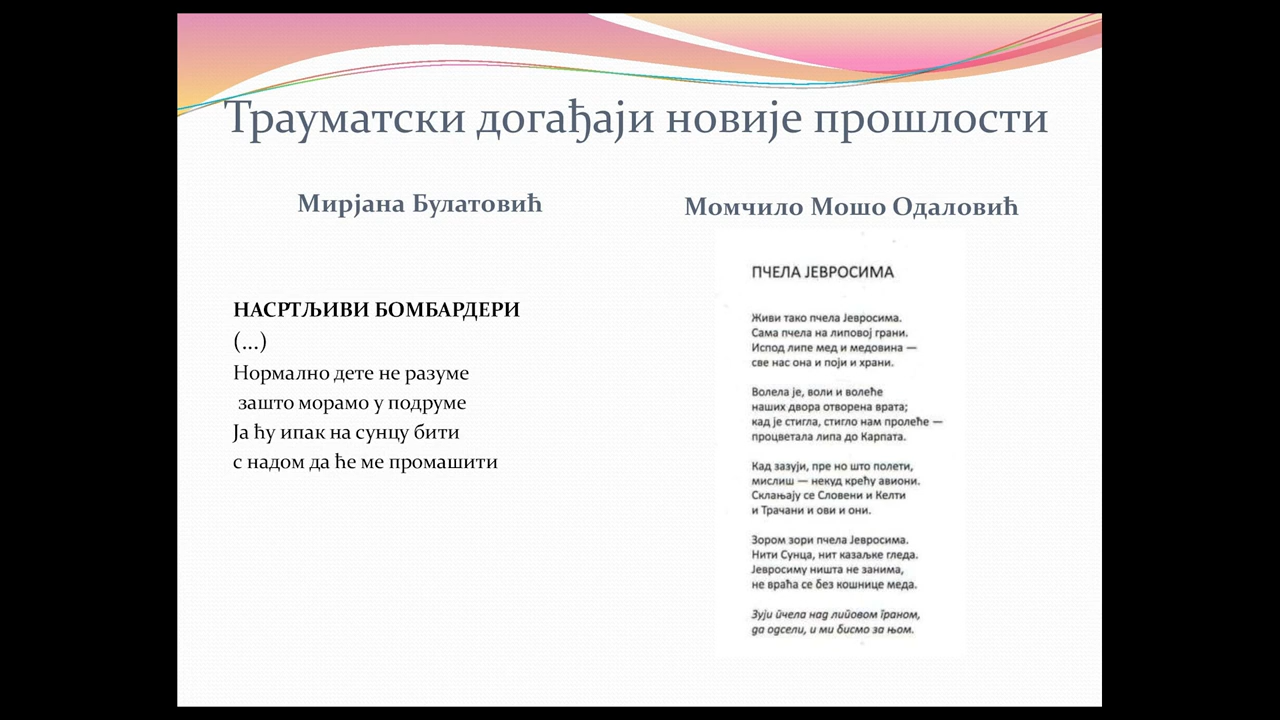 Трауматски догађаји новије прошлости
Мирјана Булатовић
НАСРТЉИВИ БОМБАРДЕРИ
(...)
Нормално дете не разуме
зашто морамо у подруме
Ја ћу ипак на сунцу бити
с надом да ће ме промашити
Момчило Мошо Одаловић
ПЧЕЛА ЈЕВРОСИМА
Живи тако пчела Јевросима.
Сама пчела на липовој грани.
Испод липе мед и медовина —
све нас она и поји и храни.
Волела је, воли и волеће
наших двора отворена врата;
кад је стигла, стигло нам пролеће —
процветала липа до Карпата.
Кад зазуји, пре но што полети,
мислиш — некуд крећу авиони.
Склањају се Словени и Келти
и Трачани и ови и они.
Зором зори пчела Јевросима.
Нити Сунца, нит казаљке гледа.
Јевросиму ништа не занима,
не враћа се без кошнице меда.
Зуји пчела над липовом граном,
да одсели, и ми бисмо за њом.